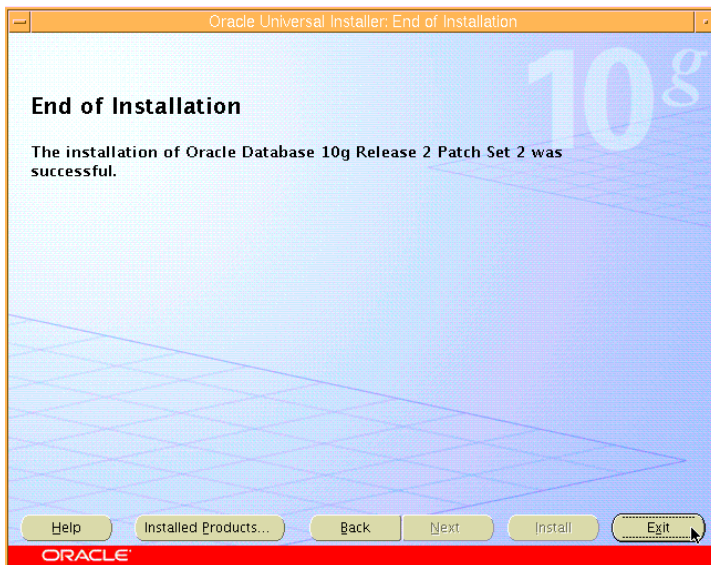 Oracle Universal Installer: End of Installation
10g
End of Installation
The installation of Oracle Database 10g Release 2 Patch Set 2 was
successful.
Help Installed Products... Back Next Install Exit
ORACLE